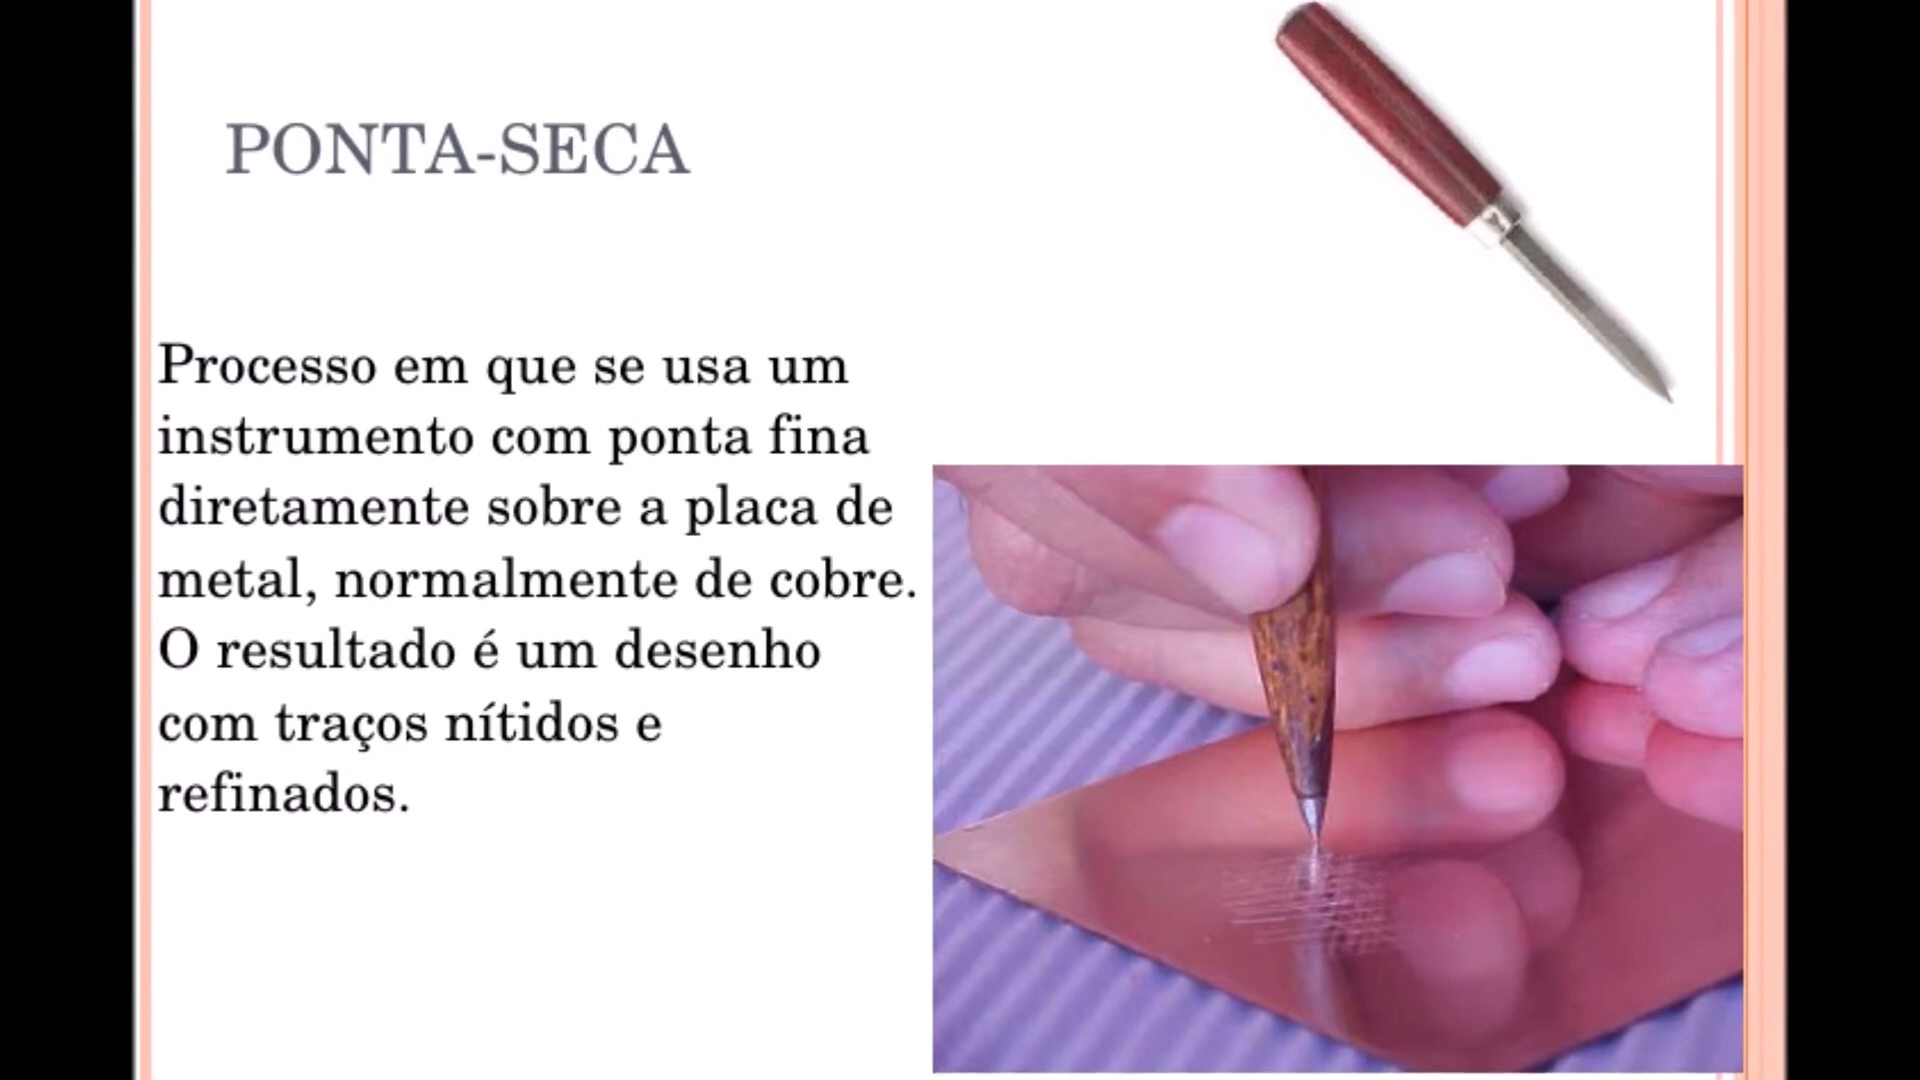 PONTA-SECA
Processo em que se usa um
instrumento com ponta fina
diretamente sobre a placa de
metal, normalmente de cobre.
O resultado é um desenho
com traços nítidos e
refinados.